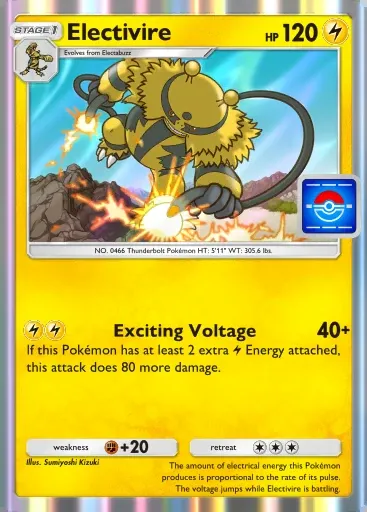 STAGE 1
Electivire
HP 120
Evolves from Electabuzz
NO. 0466 Thunderbolt Pokémon HT: 5'11" WT: 305.6 lbs.
Exciting Voltage 40+
If this Pokémon has at least 2 extra Energy attached,
this attack does 80 more damage.
weakness +20 retreat
Illus. Sumiyoshi Kizuki
The amount of electrical energy this Pokémon
produces is proportional to the rate of its pulse.
The voltage jumps while Electivire is battling.